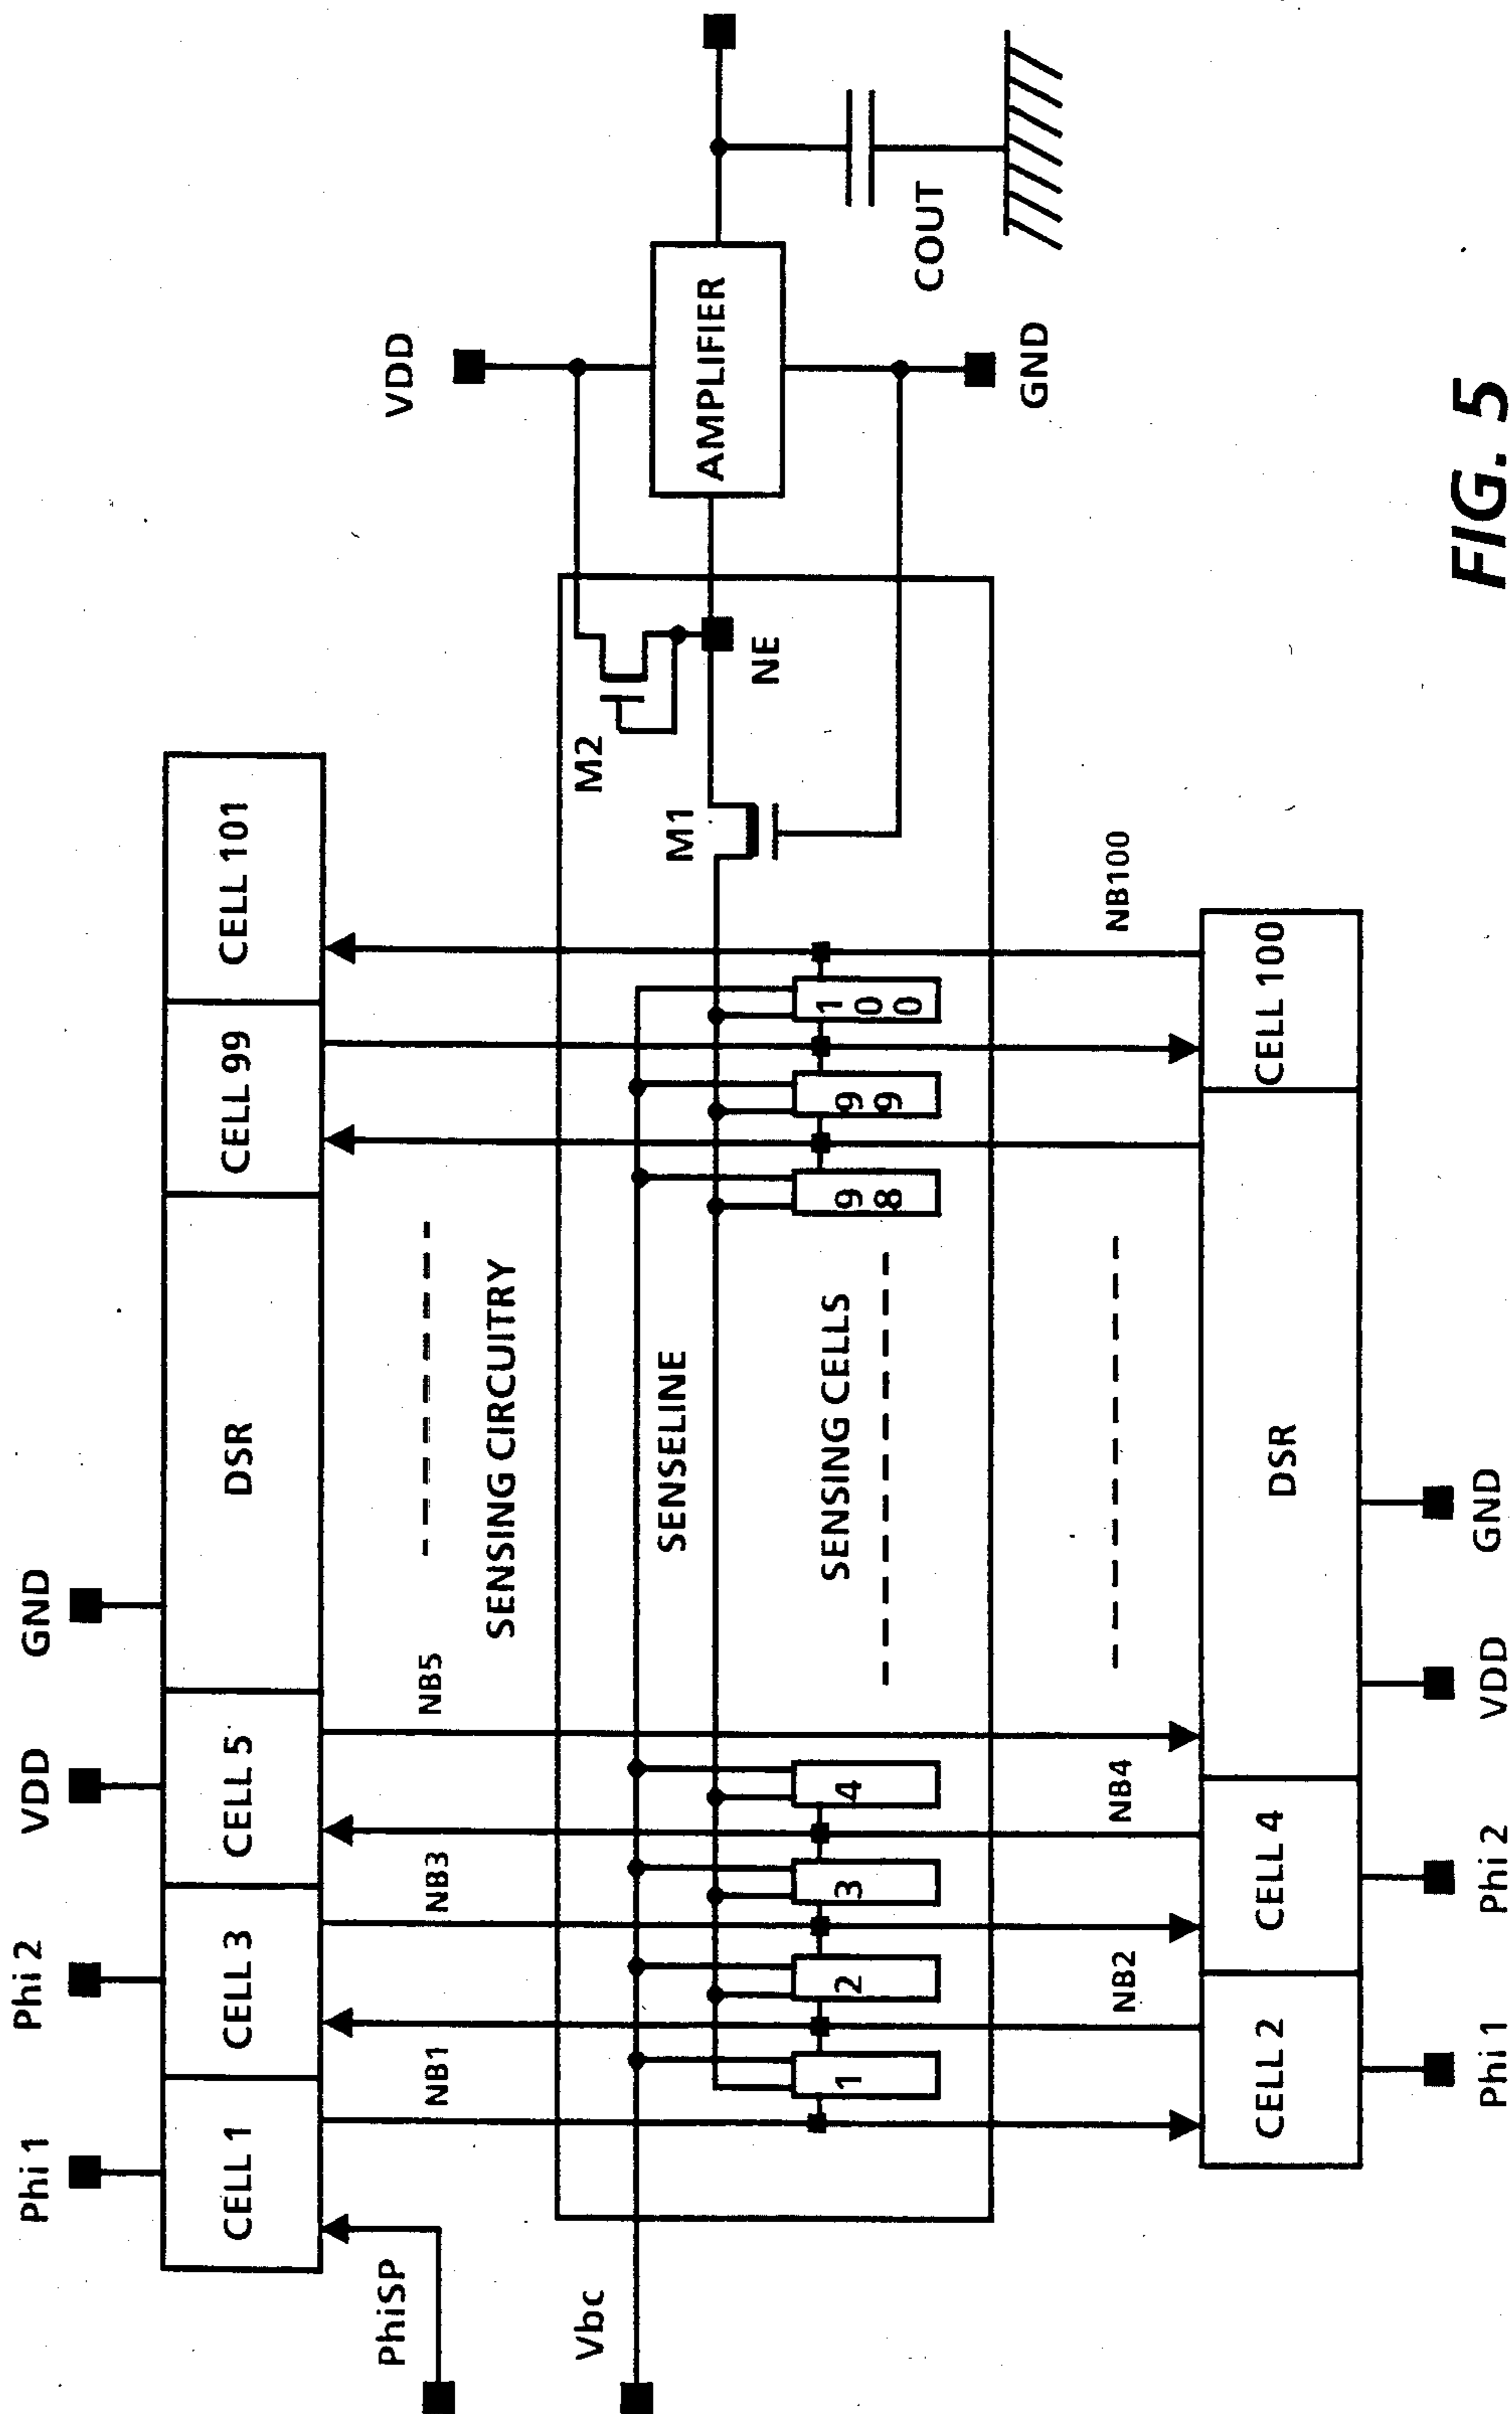 Phi 1
Phi 2
VDD
GND
CELL 1
CELL 3
CELL 5
DSR
CELL 99
CELL 101
PhiSP
NB1
NB3
NB5
SENSING CIRCUITRY
VDD
Vbc
SENSELINE
M2
M1
NE
AMPLIFIER
1
2
3
4
SENSING CELLS
98
99
100
COUT
GND
NB2
NB4
NB100
CELL 2
CELL 4
DSR
CELL 100
Phi 1
Phi 2
VDD
GND
FIG. 5